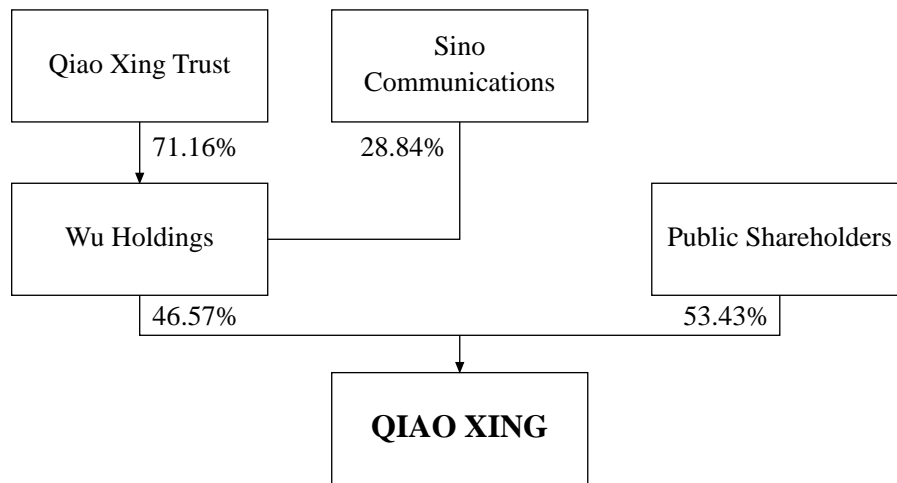 Qiao Xing Trust
Sino
Communications
71.16%
28.84%
Wu Holdings
Public Shareholders
46.57%
53.43%
QIAO XING